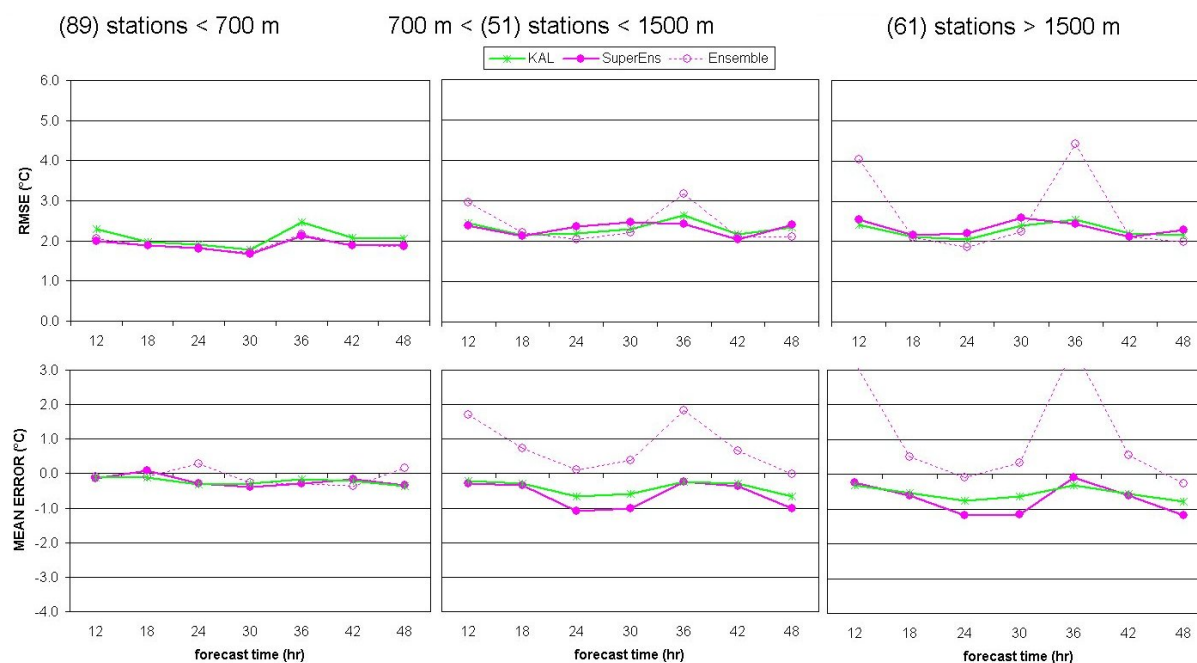 (89) stations < 700 m
700 m < (51) stations < 1500 m
(61) stations > 1500 m
KAL SuperEns Ensemble
RMSE (°C)
6.0
5.0
4.0
3.0
2.0
1.0
0.0
12 18 24 30 36 42 48
12 18 24 30 36 42 48
12 18 24 30 36 42 48
MEAN ERROR (°C)
3.0
2.0
1.0
0.0
-1.0
-2.0
-3.0
-4.0
12 18 24 30 36 42 48
12 18 24 30 36 42 48
12 18 24 30 36 42 48
forecast time (hr)
forecast time (hr)
forecast time (hr)